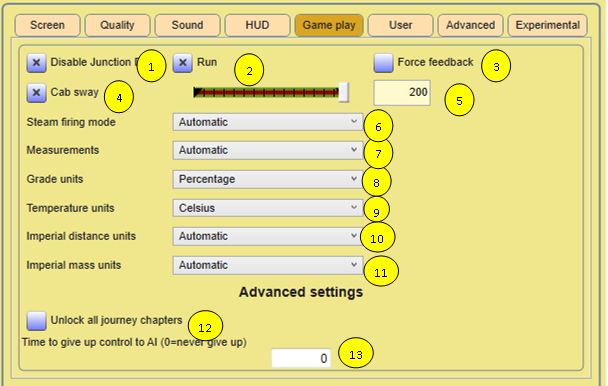 Screen Quality Sound HUD Game play User Advanced Experimental
Disable Junction 1 Run 2 Force feedback 3
Cab sway 4 200 5
Steam firing mode Automatic 6
Measurements Automatic 7
Grade units Percentage 8
Temperature units Celsius 9
Imperial distance units Automatic 10
Imperial mass units Automatic 11
Advanced settings
Unlock all journey chapters 12
Time to give up control to AI (0=never give up)
0 13